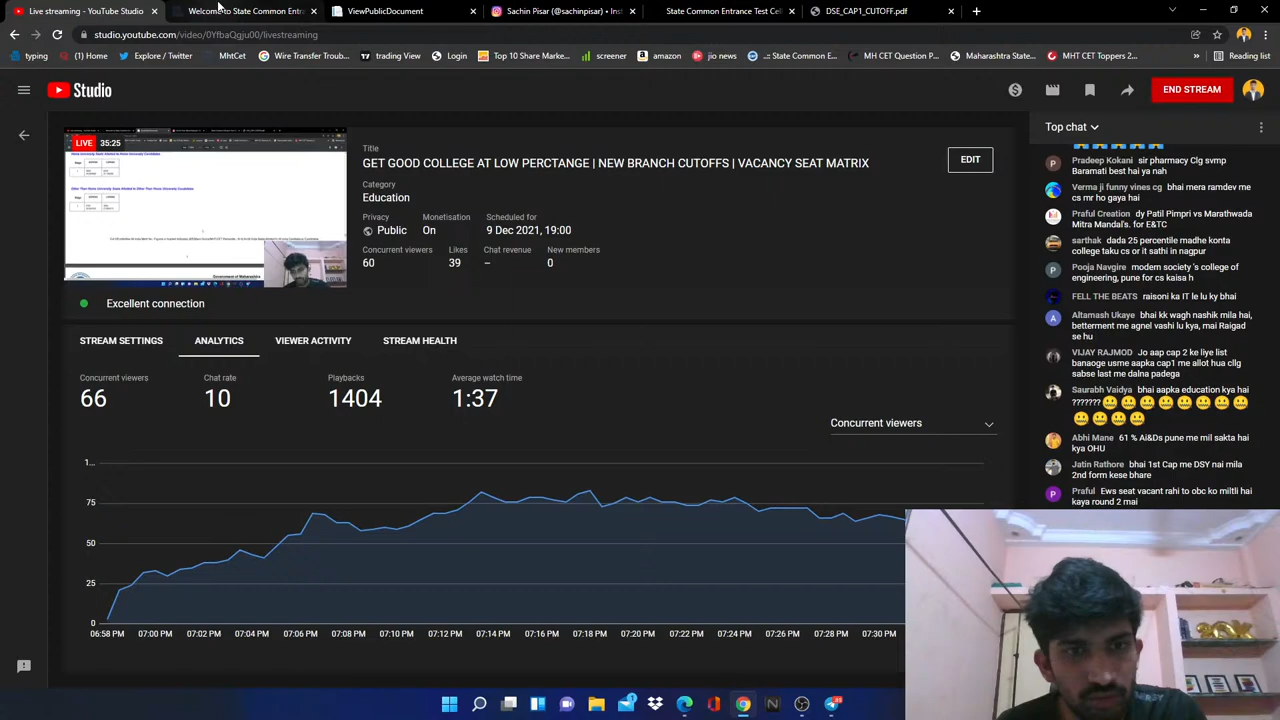 Live streaming - YouTube Studio
Welcome to State Common Entra
ViewPublicDocument
Sachin Pisar (@sachinpisar) • Inst
State Common Entrance Test Cell
DSE_CAP1_CUTOFF.pdf
studio.youtube.com/video/0YfbaQgju00/livestreaming
typing
(1) Home
Explore / Twitter
MhtCet
Wire Transfer Troub...
trading View
Login
Top 10 Share Marke...
screener
amazon
jio news
... State Common E...
MH CET Question P...
Maharashtra Stat...
MHT CET Toppers 2...
»
Reading list
Studio
END STREAM
LIVE 35:25
Title
GET GOOD COLLEGE AT LOW PERCENTANGE | NEW BRANCH CUTOFFS | VACANCY SEAT MATRIX
Category
Education
Privacy Monetisation Scheduled for
Public On 9 Dec 2021, 19:00
Concurrent viewers Likes Chat revenue New members
60 39 – 0
Excellent connection
STREAM SETTINGS ANALYTICS VIEWER ACTIVITY STREAM HEALTH
Concurrent viewers Chat rate Playbacks Average watch time
66 10 1404 1:37
Concurrent viewers
1...
75
50
25
0
06:58 PM 07:00 PM 07:02 PM 07:04 PM 07:06 PM 07:08 PM 07:10 PM 07:12 PM 07:14 PM 07:16 PM 07:18 PM 07:20 PM 07:22 PM 07:24 PM 07:26 PM 07:28 PM 07:30 PM
Top chat
Pradeep Kokani sir pharmacy Clg svmp
Baramati best hai ya nah
Verma ji funny vines cg bhai mera rank me
cs mr ho gaya hai
Praful Creation dy Patil Pimpri vs Marathwada
Mitra Mandal's. for E&TC
sarthak dada 25 percentile madhe konta
college takau cs or it sathi in nagpur
Pooja Navgire modern society´s college of
engineering, pune for cs kaisa h
FELL THE BEATS raisoni ka IT le lu ky bhai
Altamash Ukaye bhai kk wagh nashik mila hai,
betterment me agnel vashi lu kya, mai Raigad
se hu
VIJAY RAJMOD Jo aap cap 2 ke liye list
banaoge usme aapka cap1 me allot hua cllg
sabse last me dalna padega
Saurabh Vaidya bhai aapka education kya hai
???????
Abhi Mane 61 % Ai&Ds pune me mil sakta hai
kya OHU
Jatin Rathore bhai 1st Cap me DSY nai mila
2nd form kese bhare
Praful Ews seat vacant rahi to obc ko miltli hai
kaya round 2 mai